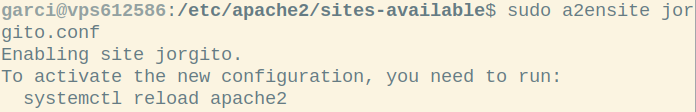 garci@vps612586:/etc/apache2/sites-available$ sudo a2ensite jor
gito.conf
Enabling site jorgito.
To activate the new configuration, you need to run:
  systemctl reload apache2